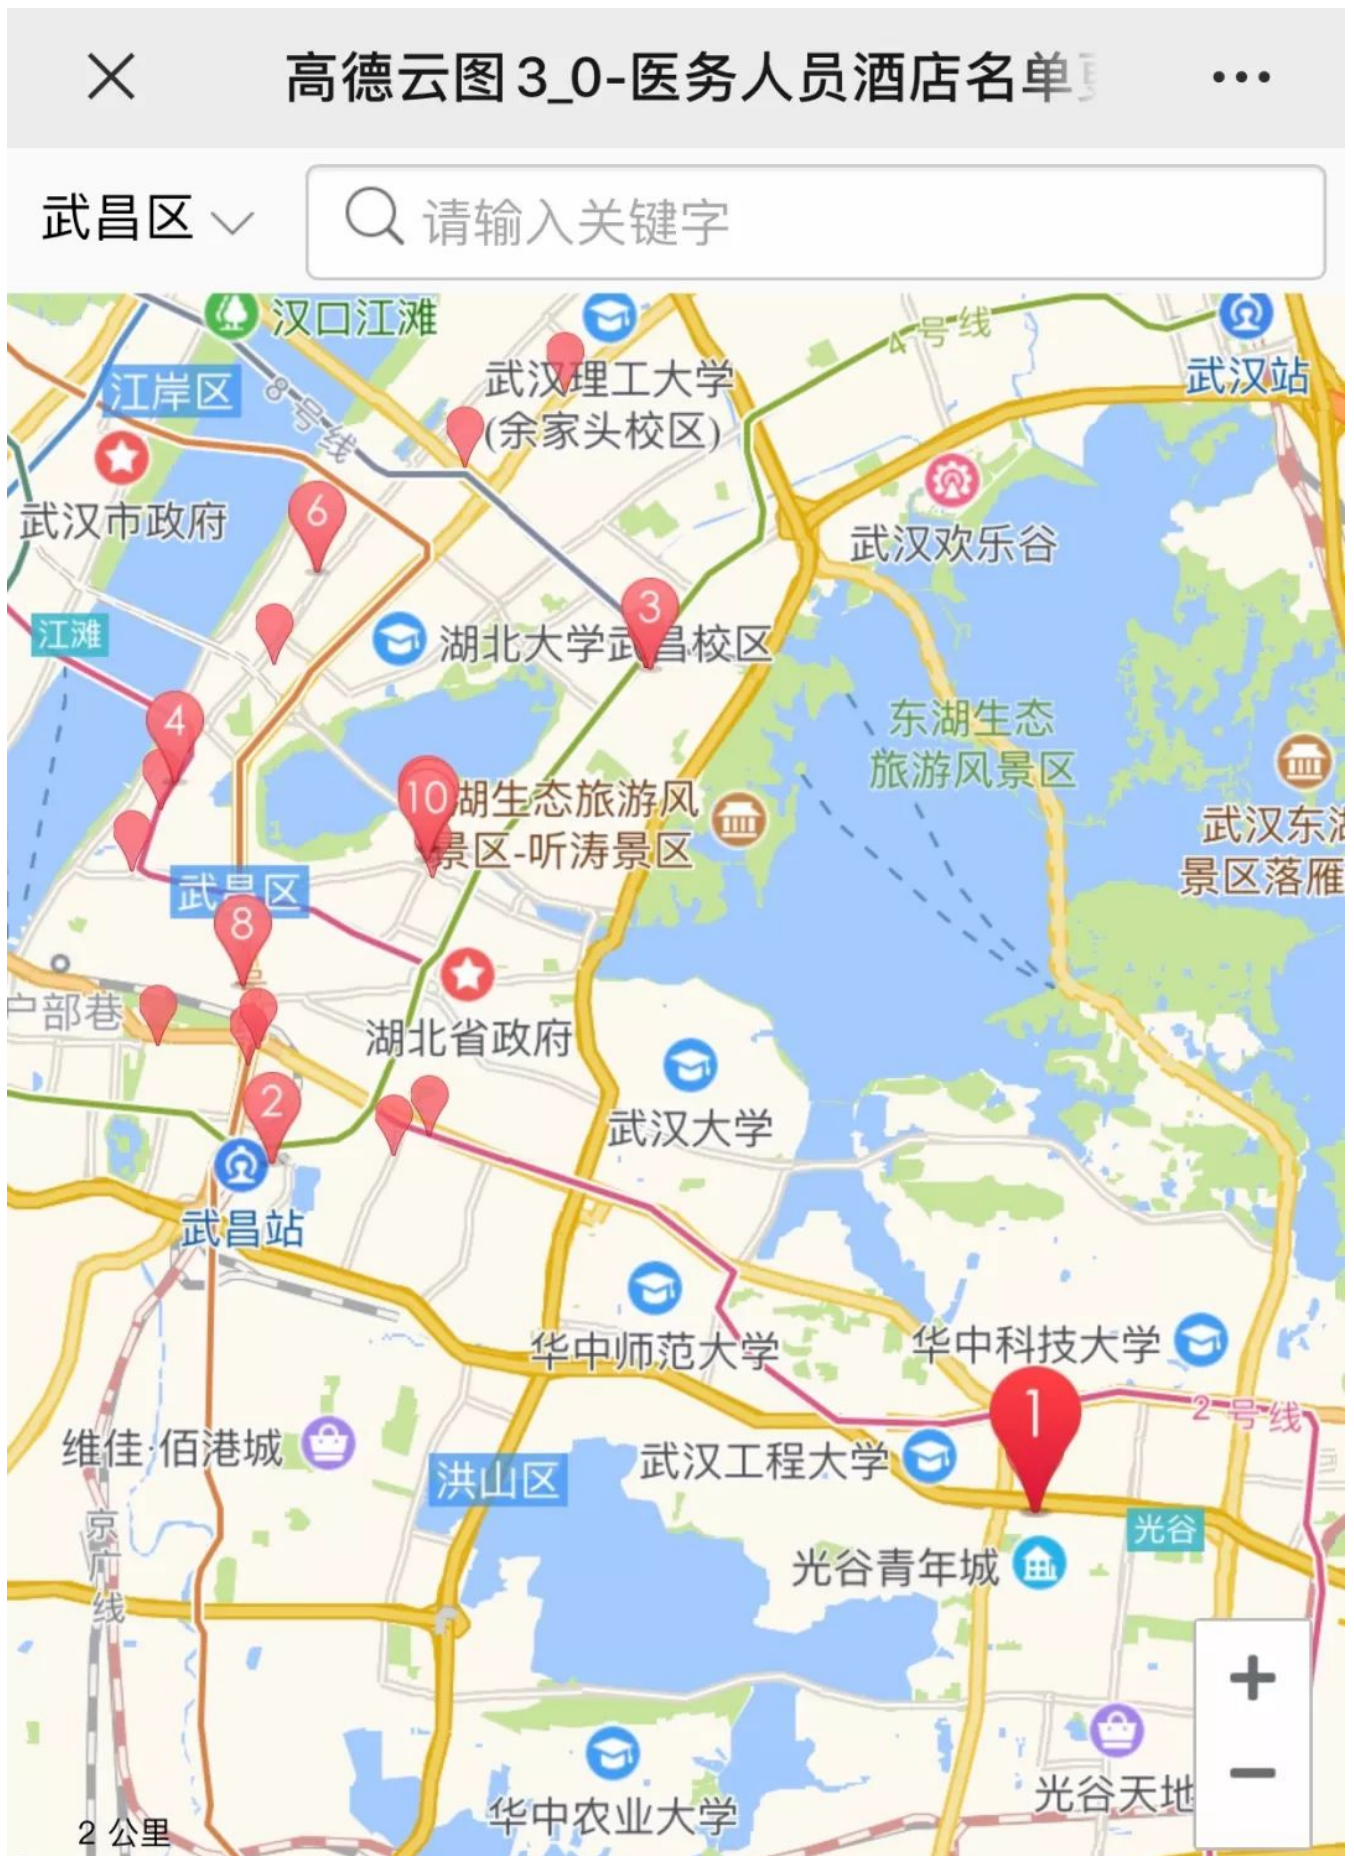 高德云图3_0-医务人员酒店名单
武昌区
请输入关键字
汉口江滩
4号线
武汉站
江岸区
8号线
武汉理工大学
(余家头校区)
武汉市政府
6
武汉欢乐谷
江滩
3
湖北大学武昌校区
4
东湖生态
旅游风景区
10
湖生态旅游风
景区-听涛景区
武汉东湖
景区落雁
武昌区
8
号
户部巷
湖北省政府
2
武汉大学
武昌站
华中师范大学
华中科技大学
1
2号线
维佳·佰港城
洪山区
武汉工程大学
光谷
京广线
光谷青年城
光谷天地
华中农业大学
2 公里